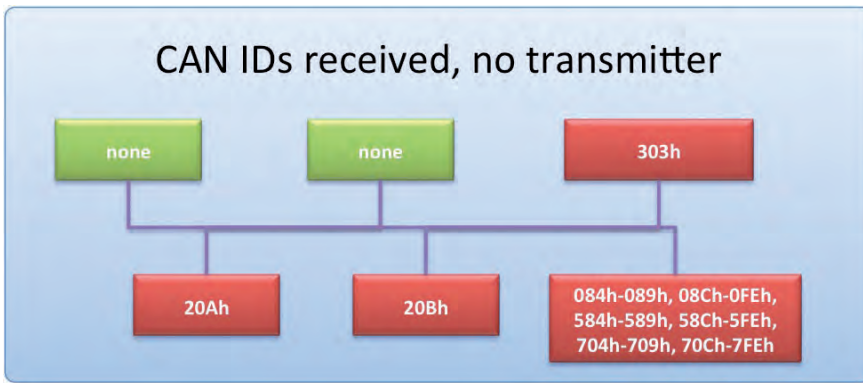 CAN IDs received, no transmitter
none
none
303h
20Ah
20Bh
084h-089h, 08Ch-0FEh,
584h-589h, 58Ch-5FEh,
704h-709h, 70Ch-7FEh